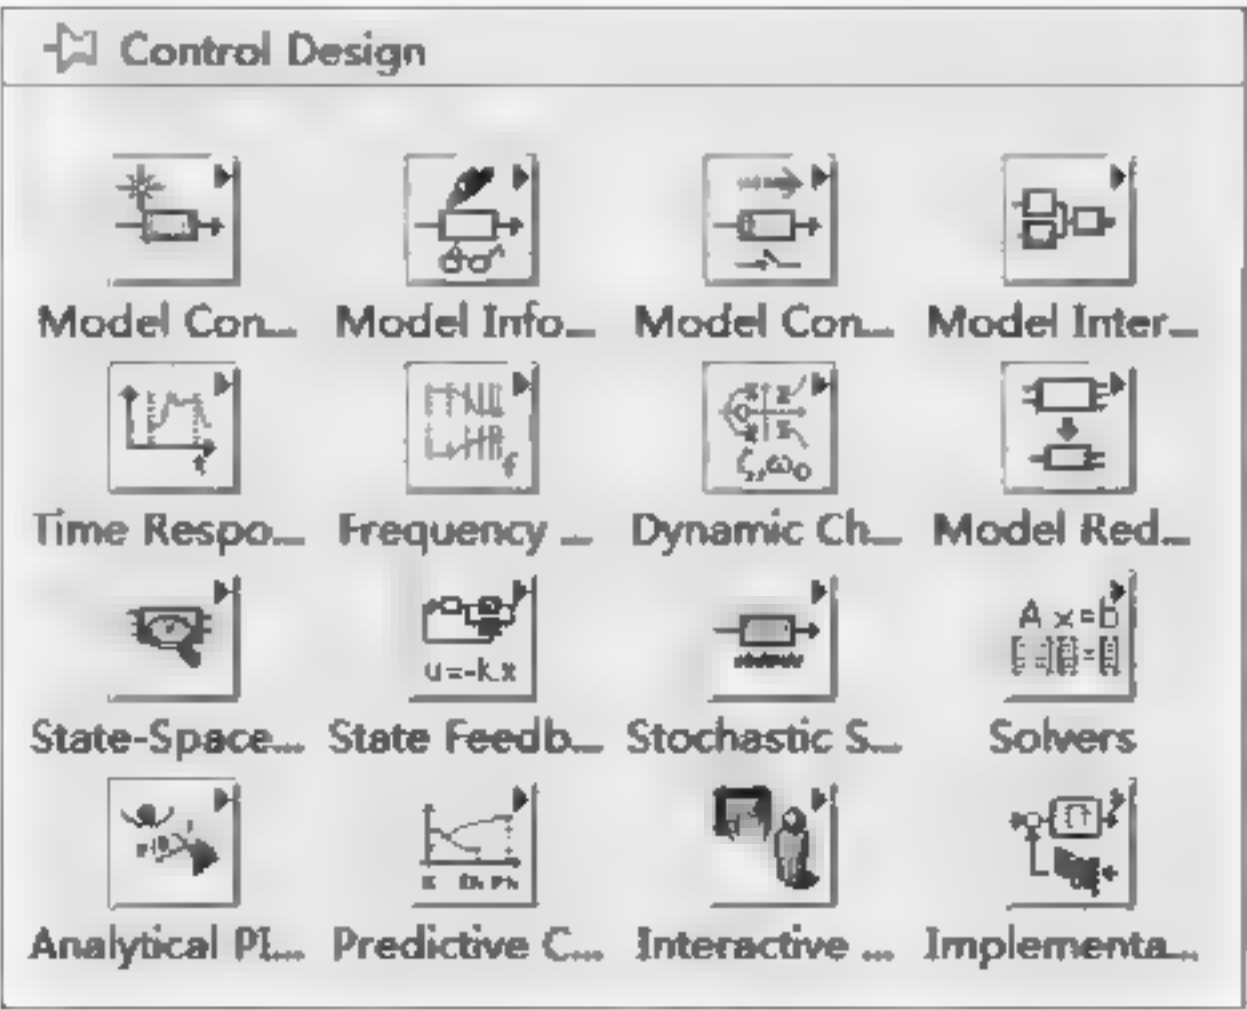 Control Design
Model Con... Model Info... Model Con... Model Inter...
t f ζ,ω₀
Time Respo... Frequency ... Dynamic Ch... Model Red...
u=-k.x A x=b
State-Space... State Feedb... Stochastic S... Solvers
Analytical PI... Predictive C... Interactive ... Implementa...